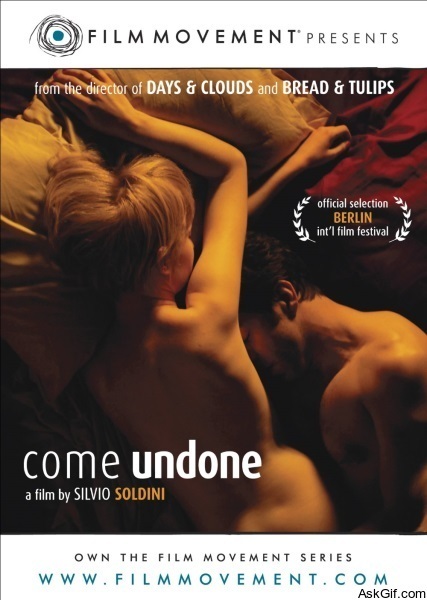 FILM MOVEMENT® PRESENTS
from the director of DAYS & CLOUDS and BREAD & TULIPS
official selection
BERLIN
int'l film festival
come undone
a film by SILVIO SOLDINI
OWN THE FILM MOVEMENT SERIES
WWW.FILMMOVEMENT.COM
AskGif.com